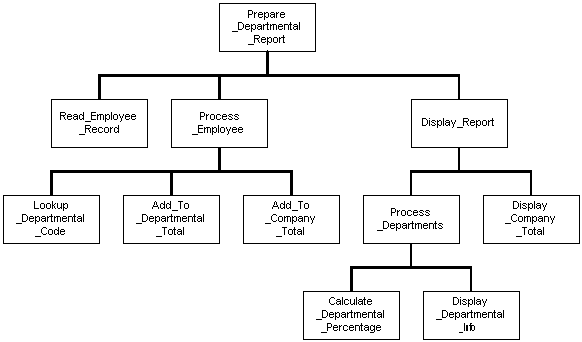 Prepare
_Departmental
_Report
Read_Employee
_Record
Process
_Employee
Display_Report
Lookup
_Departmental
_Code
Add_To
_Departmental
_Total
Add_To
_Company
_Total
Process
_Departments
Display
_Company
_Total
Calculate
_Departmental
_Percentage
Display
_Departmental
_Info